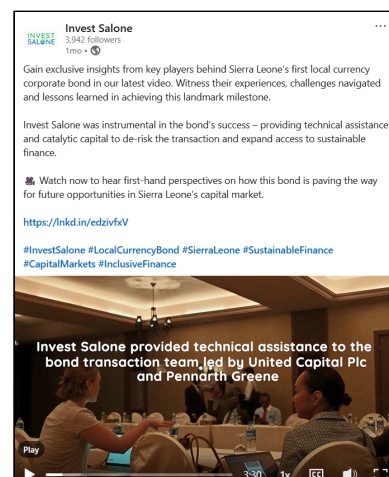 INVEST
SALONE
Invest Salone
3,942 followers
1mo •
...
Gain exclusive insights from key players behind Sierra Leone's first local currency
corporate bond in our latest video. Witness their experiences, challenges navigated
and lessons learned in achieving this landmark milestone.
Invest Salone was instrumental in the bond's success – providing technical assistance
and catalytic capital to de-risk the transaction and expand access to sustainable
finance.
Watch now to hear first-hand perspectives on how this bond is paving the way
for future opportunities in Sierra Leone's capital market.
https://lnkd.in/edzivfxV
#InvestSalone #LocalCurrencyBond #SierraLeone #SustainableFinance
#CapitalMarkets #InclusiveFinance
Invest Salone provided technical assistance to the
bond transaction team led by United Capital Plc
and Pennarth Greene
Play
3:30 1x CC